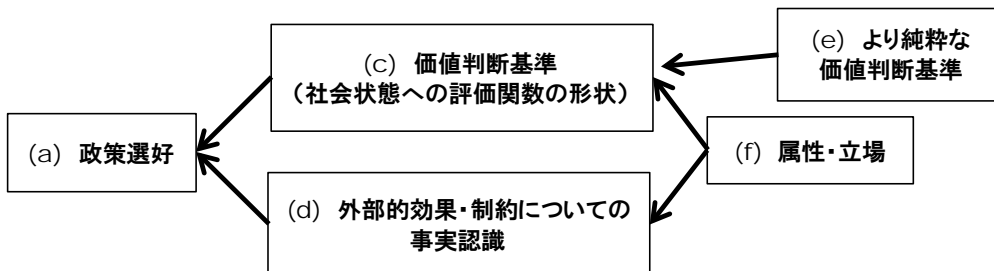 (a) 政策選好
(c) 価値判断基準
(社会状態への評価関数の形状)
(d) 外部的効果・制約についての
事実認識
(e) より純粋な
価値判断基準
(f) 属性・立場